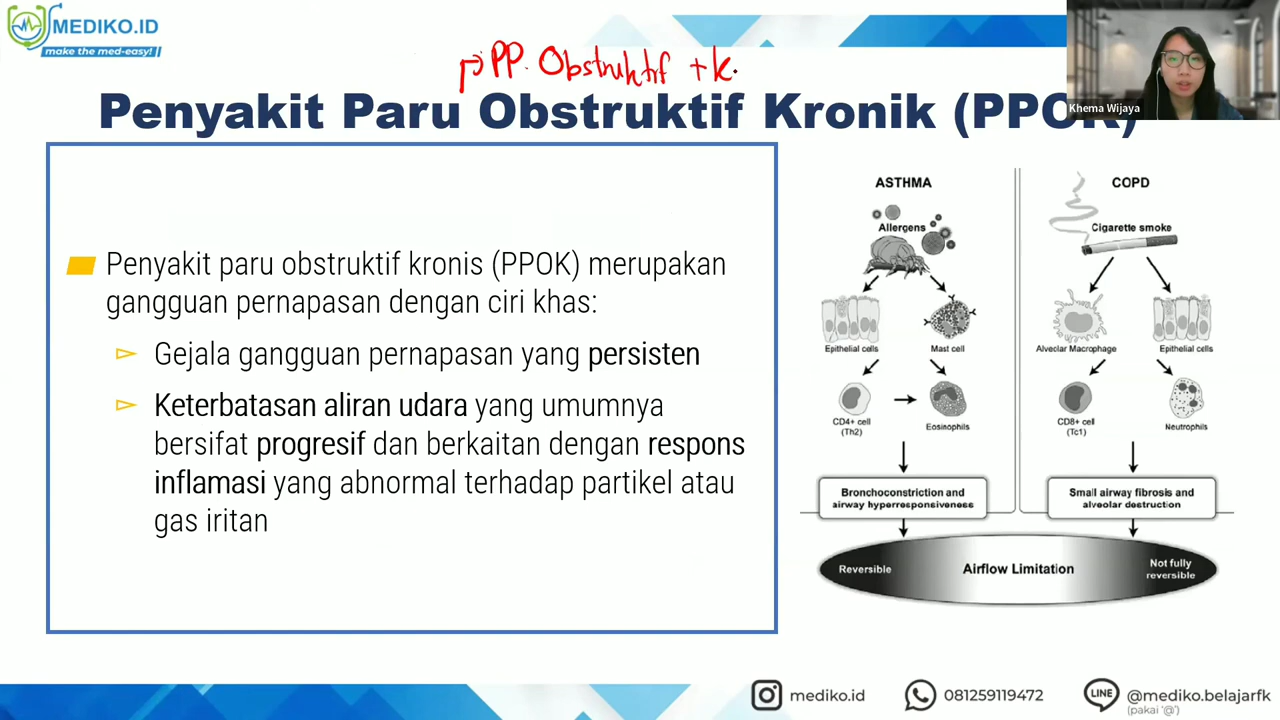 MEDIKO.ID
make the med-easy!
PP. Obstruktif + k
Khema Wijaya
Penyakit Paru Obstruktif Kronik (PPOK)
Penyakit paru obstruktif kronis (PPOK) merupakan
gangguan pernapasan dengan ciri khas:
Gejala gangguan pernapasan yang persisten
Keterbatasan aliran udara yang umumnya
bersifat progresif dan berkaitan dengan respons
inflamasi yang abnormal terhadap partikel atau
gas iritan
ASTHMA
Allergens
Epithelial cells
Mast cell
CD4+ cell
(Th2)
Eosinophils
Bronchoconstriction and
airway hyperresponsiveness
COPD
Cigarette smoke
Alveolar Macrophage
Epithelial cells
CD8+ cell
(Tc1)
Neutrophils
Small airway fibrosis and
alveolar destruction
Reversible
Airflow Limitation
Not fully
reversible
mediko.id
081259119472
LINE
@mediko.belajarfk
(pakai '@')